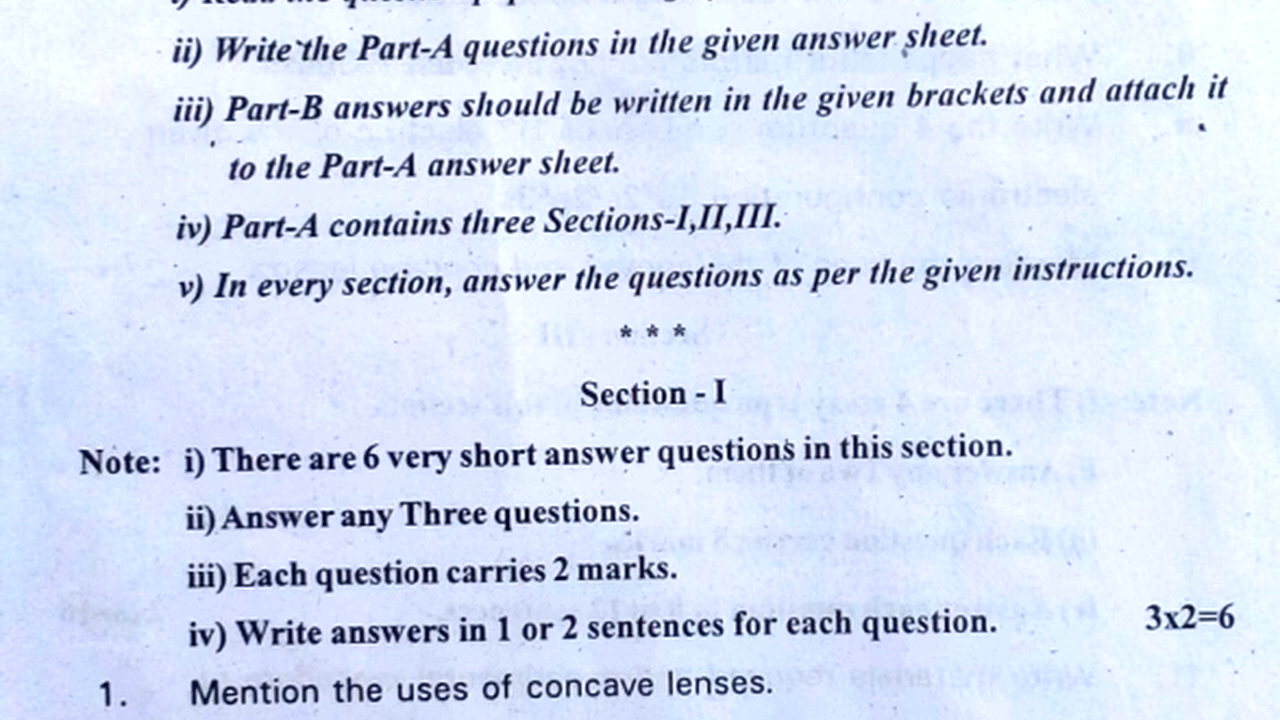 ii) Write the Part-A questions in the given answer sheet.
iii) Part-B answers should be written in the given brackets and attach it
to the Part-A answer sheet.
iv) Part-A contains three Sections-I,II,III.
v) In every section, answer the questions as per the given instructions.
* * *
Section - I
Note: i) There are 6 very short answer questions in this section.
ii) Answer any Three questions.
iii) Each question carries 2 marks.
iv) Write answers in 1 or 2 sentences for each question. 3x2=6
1. Mention the uses of concave lenses.